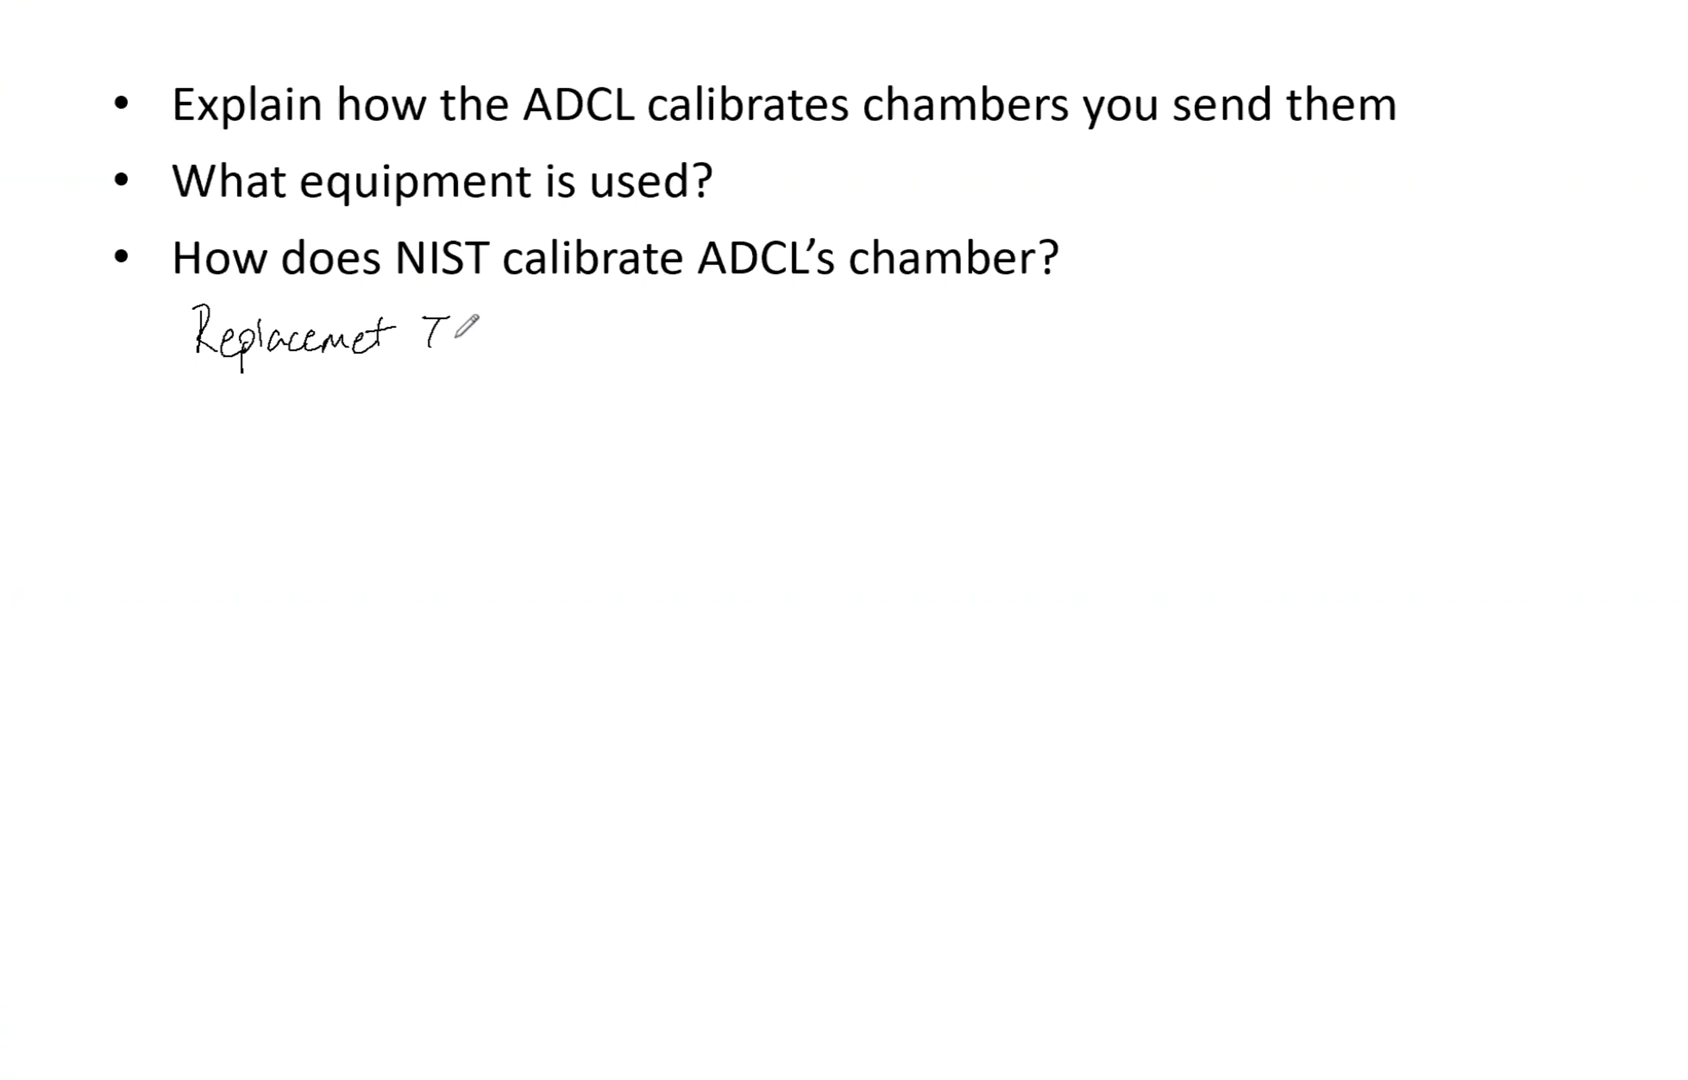 • Explain how the ADCL calibrates chambers you send them
• What equipment is used?
• How does NIST calibrate ADCL’s chamber?
Replacemet T